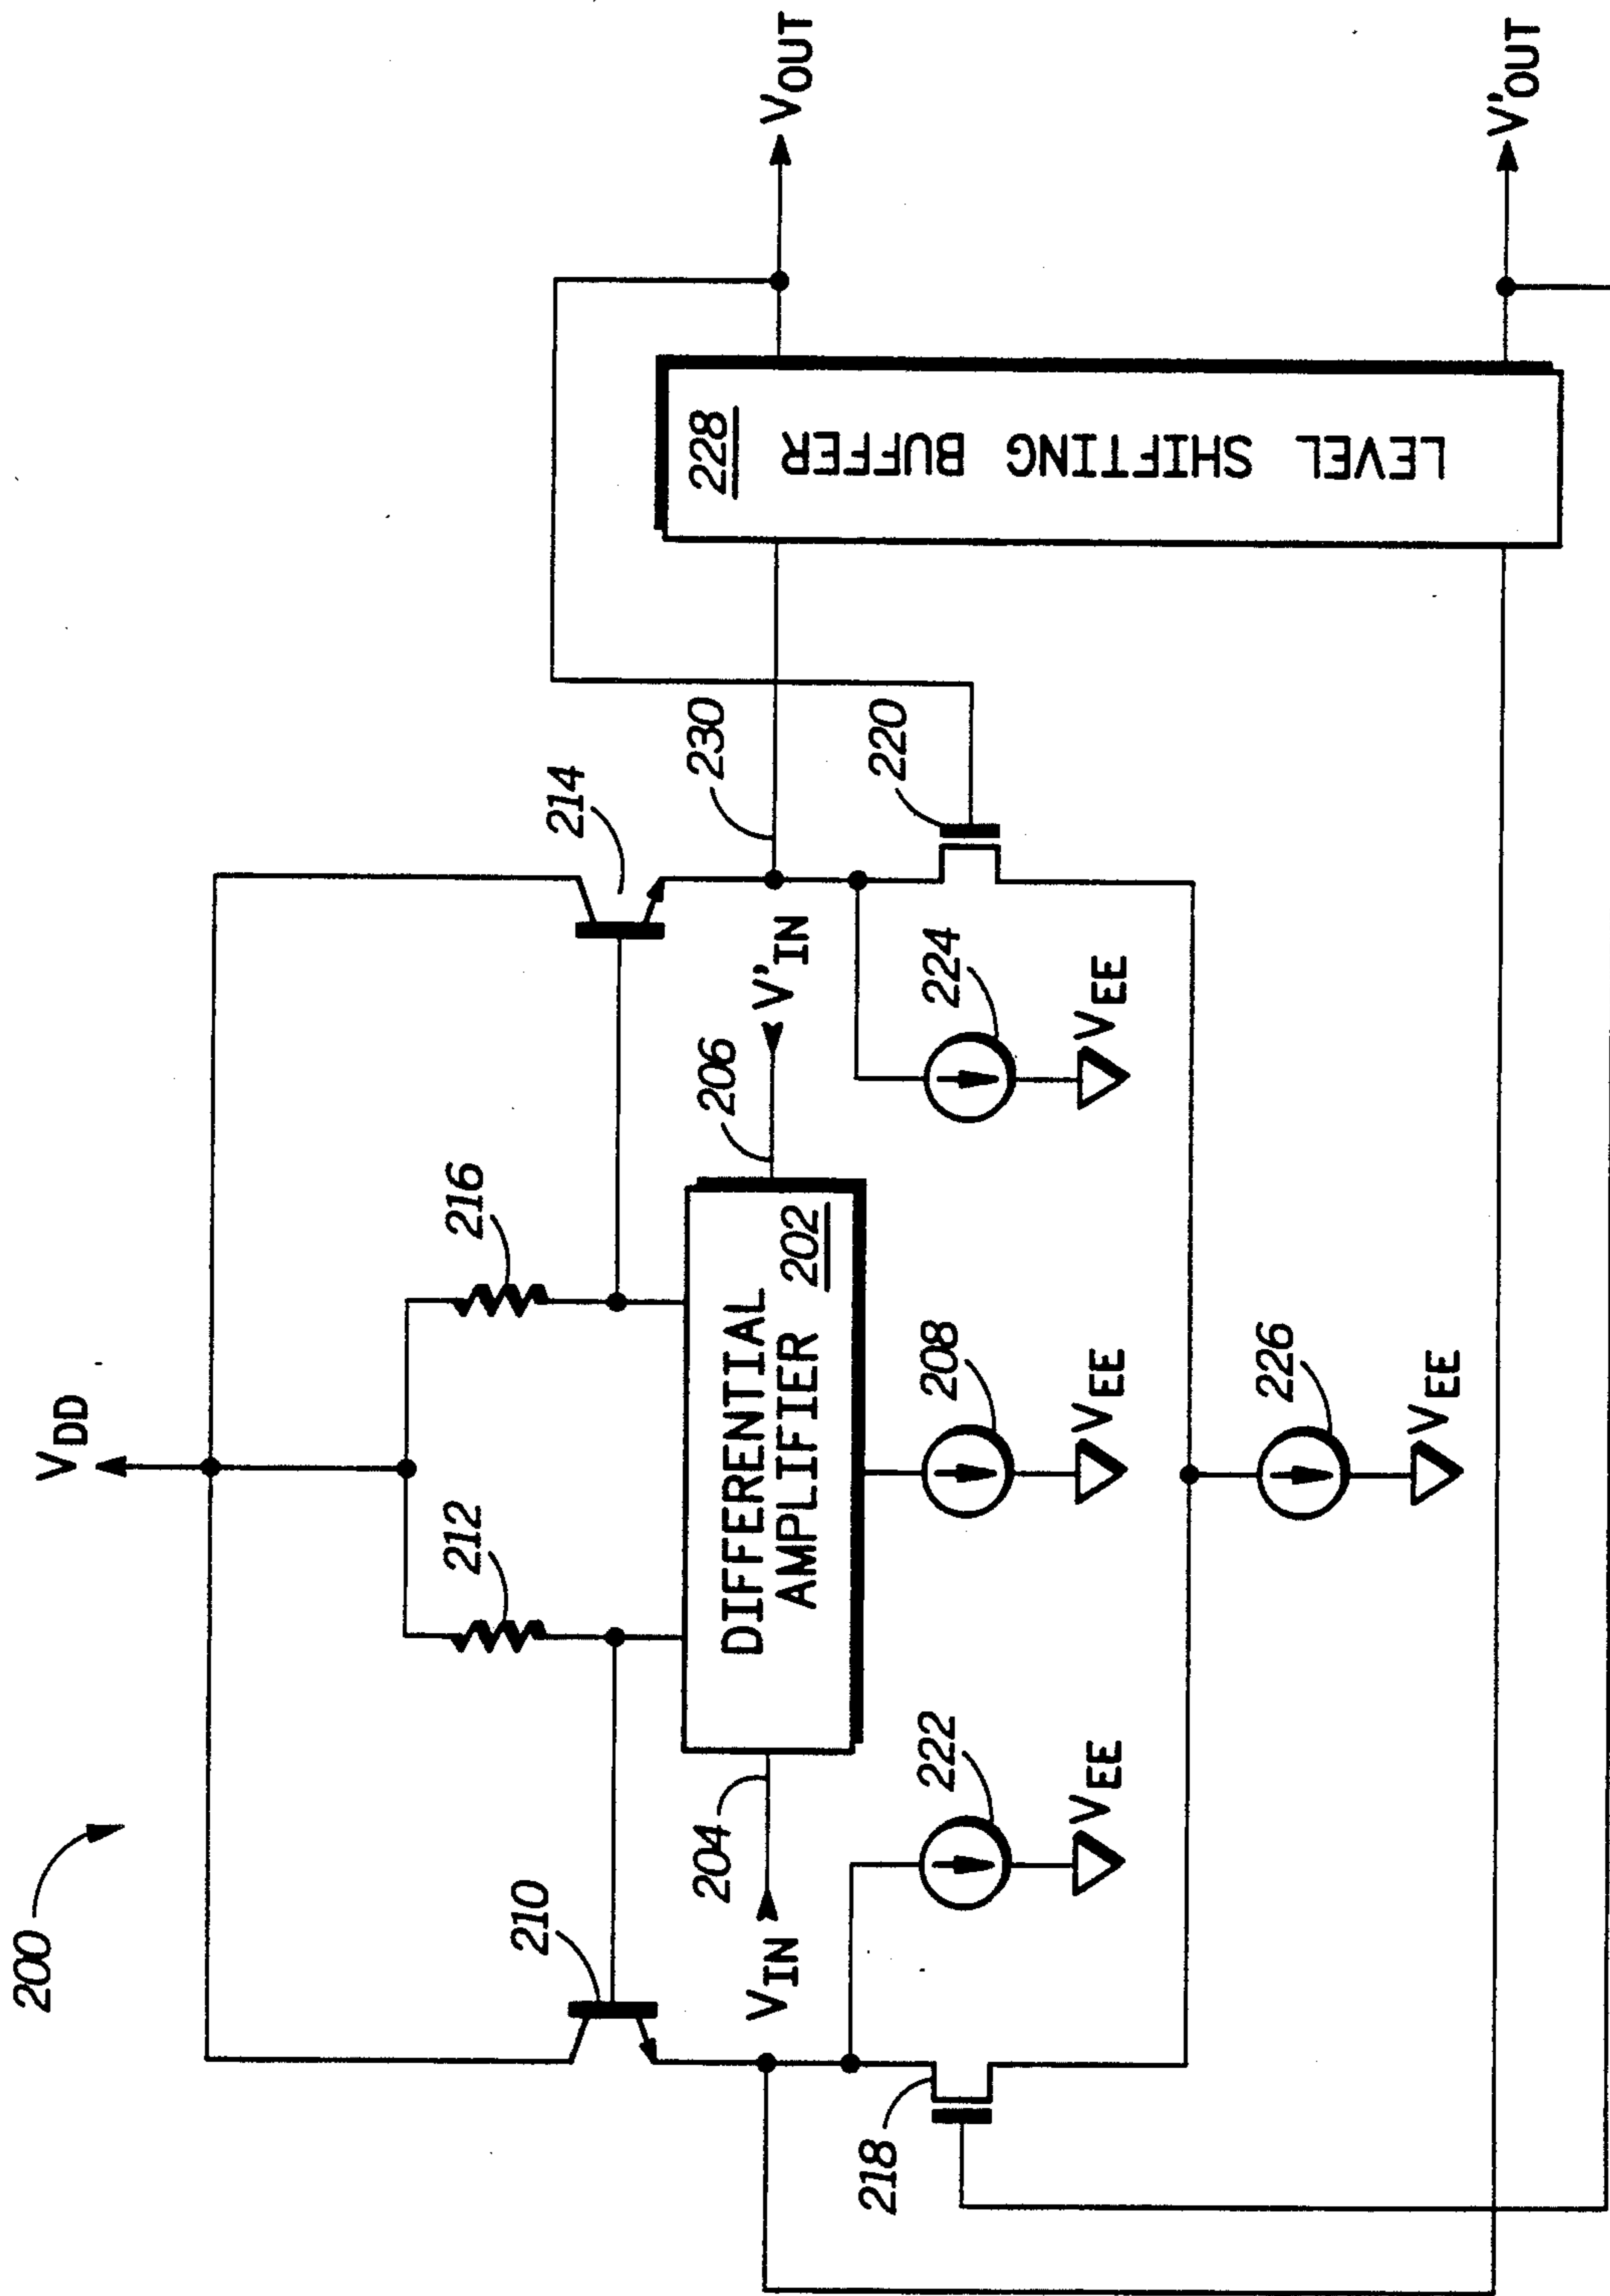 200
V_DD
212
216
210
214
V_IN
204
DIFFERENTIAL
AMPLIFIER
202
206
V'_IN
230
228
LEVEL SHIFTING BUFFER
V_OUT
218
222
V_EE
208
V_EE
224
V_EE
220
226
V_EE
V'_OUT